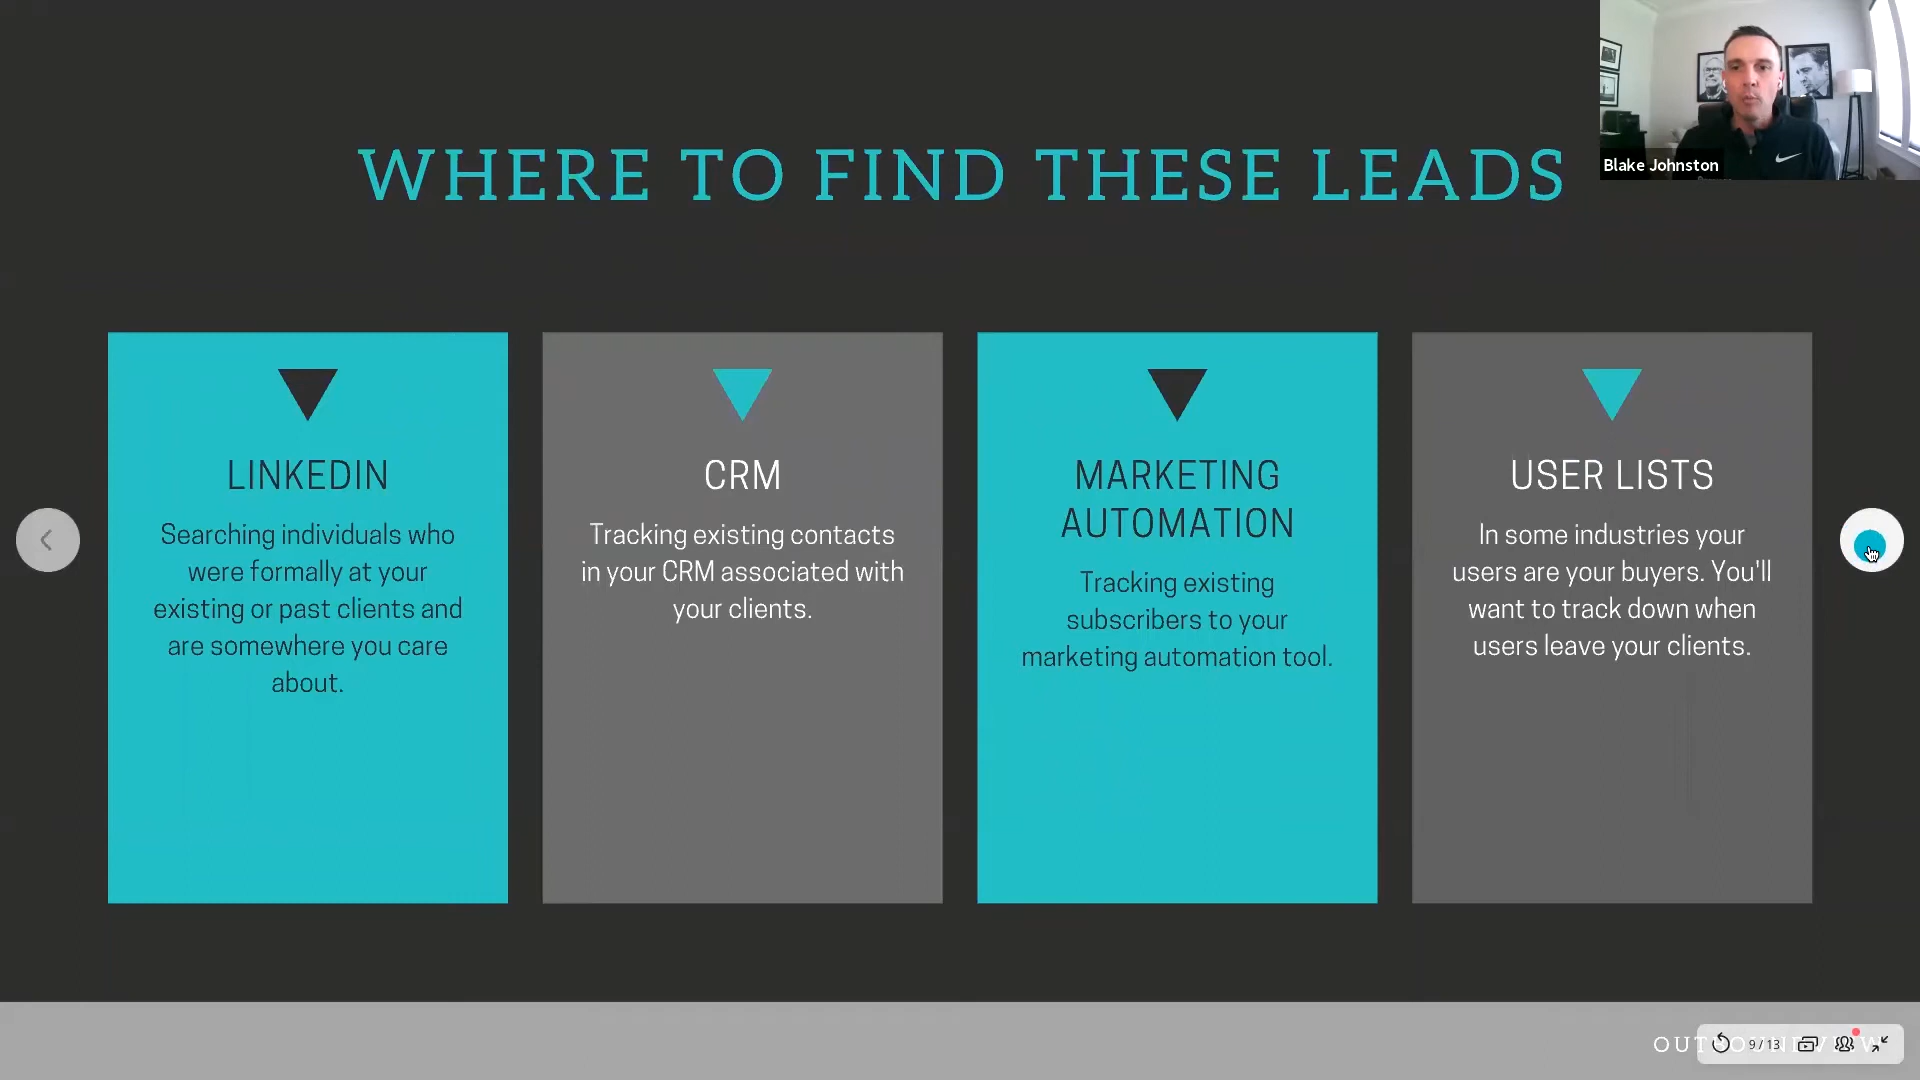 Blake Johnston
WHERE TO FIND THESE LEADS
LINKEDIN
Searching individuals who
were formally at your
existing or past clients and
are somewhere you care
about.
CRM
Tracking existing contacts
in your CRM associated with
your clients.
MARKETING
AUTOMATION
Tracking existing
subscribers to your
marketing automation tool.
USER LISTS
In some industries your
users are your buyers. You'll
want to track down when
users leave your clients.
9 / 13